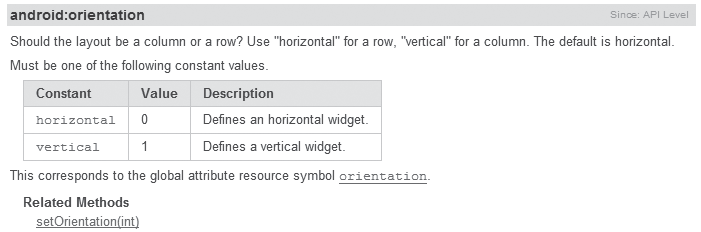 android:orientation Since: API Level
Should the layout be a column or a row? Use "horizontal" for a row, "vertical" for a column. The default is horizontal.
Must be one of the following constant values.
Constant Value Description
horizontal 0 Defines an horizontal widget.
vertical 1 Defines a vertical widget.
This corresponds to the global attribute resource symbol orientation.
Related Methods
setOrientation(int)